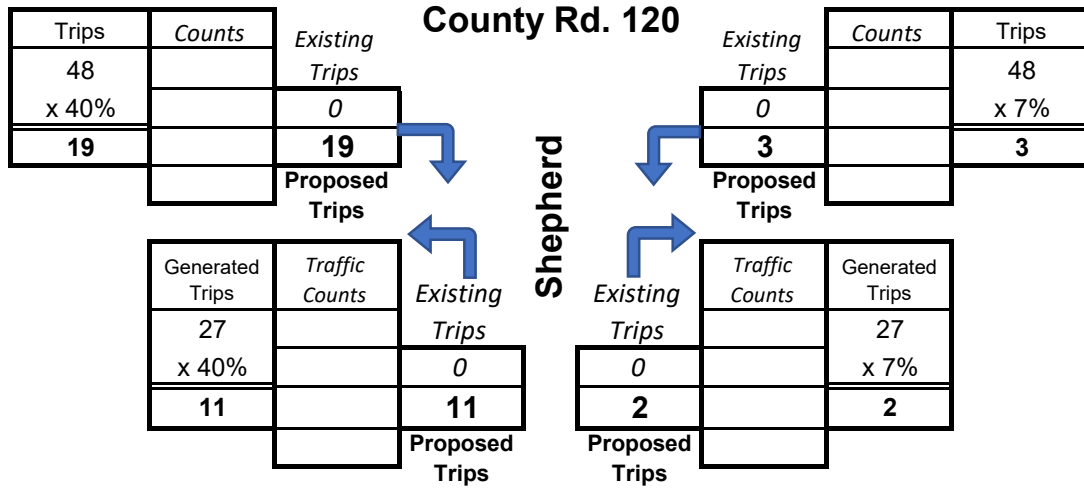 County Rd. 120
Trips
Counts
Existing
Trips
48
x 40%
0
19
19
Proposed
Trips
Existing
Trips
Counts
Trips
48
0
x 7%
3
3
Proposed
Trips
Shepherd
Generated
Trips
Traffic
Counts
Existing
Trips
27
x 40%
0
11
11
Proposed
Trips
Existing
Trips
Traffic
Counts
Generated
Trips
27
0
x 7%
2
2
Proposed
Trips